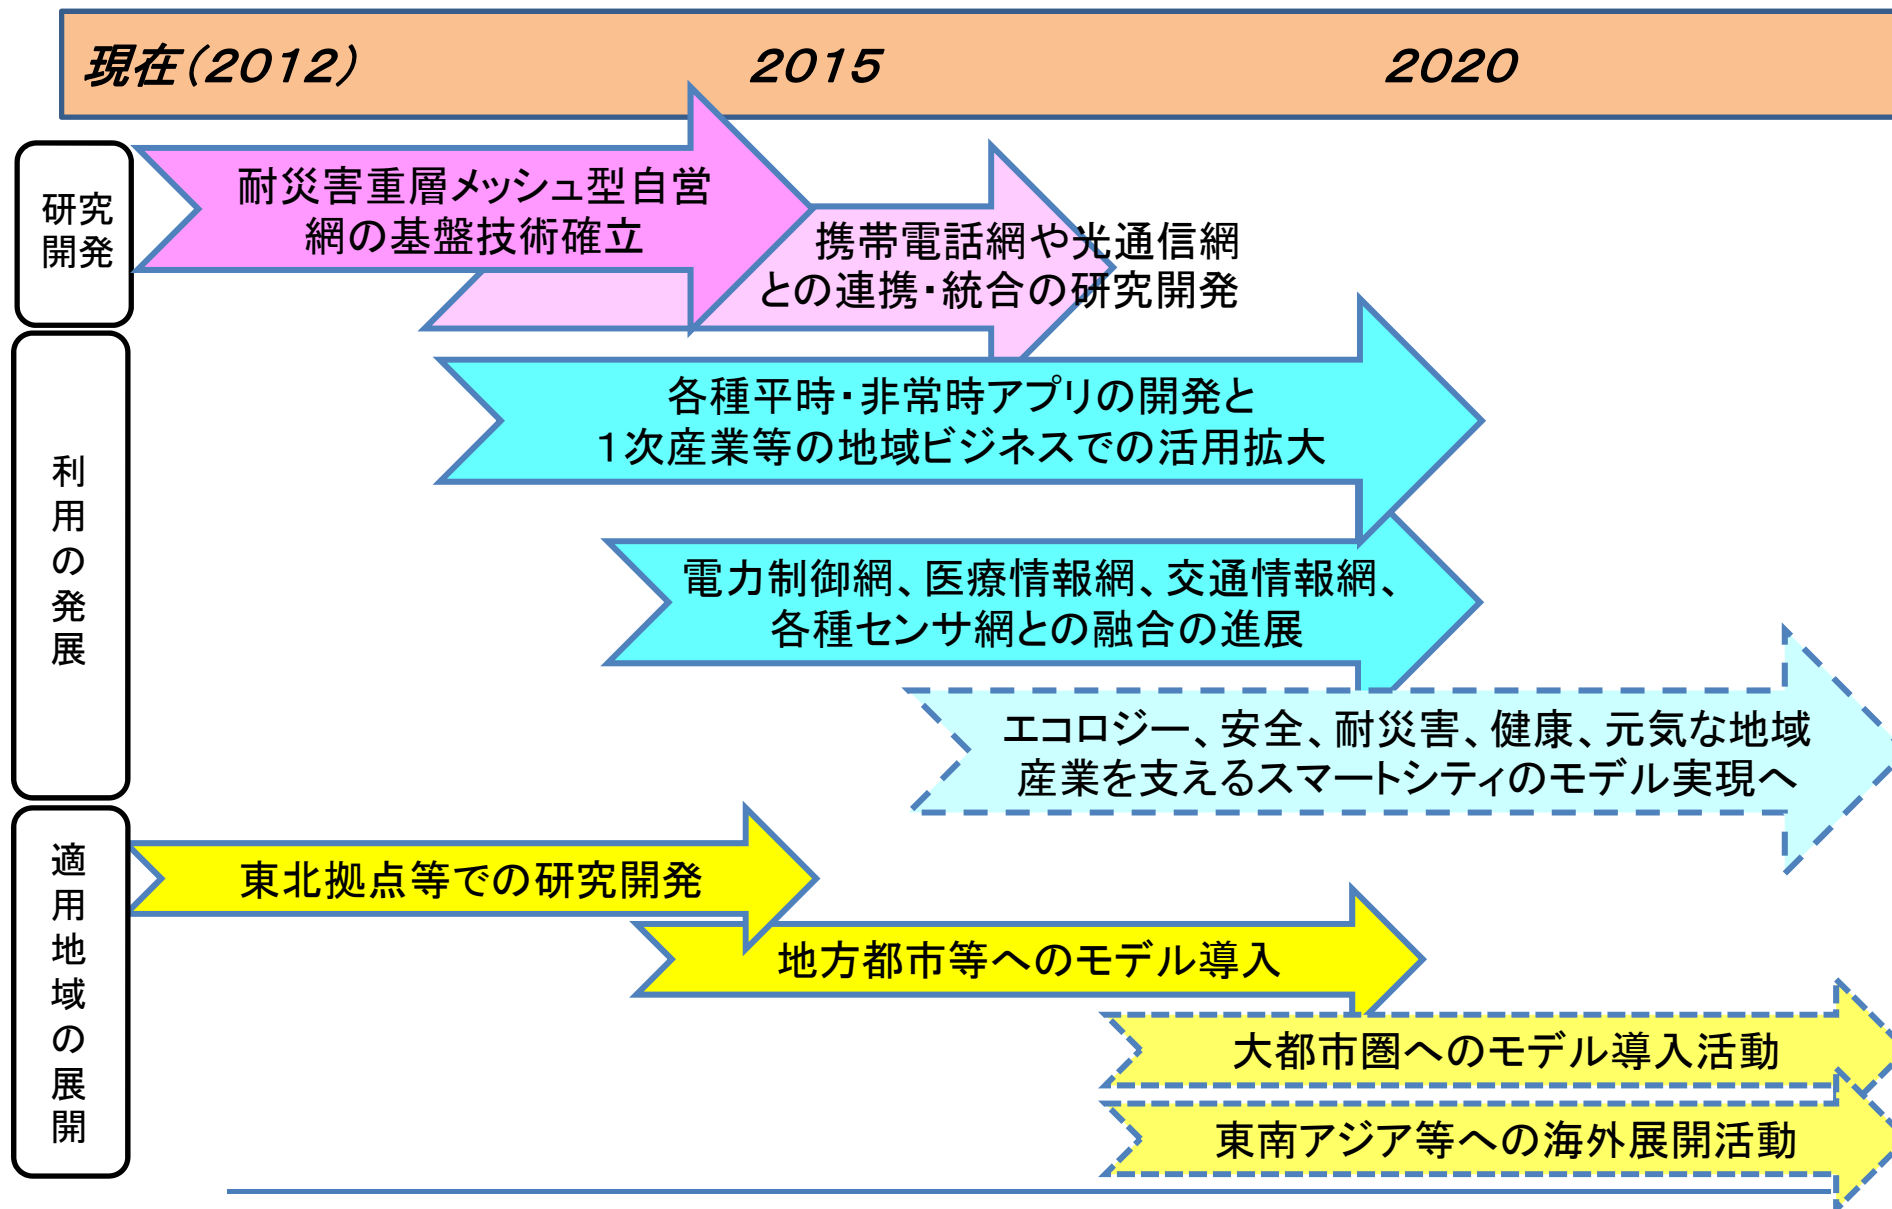 現在（２０１２）
２０１５
２０２０
研究
開発
耐災害重層メッシュ型自営
網の基盤技術確立
携帯電話網や光通信網
との連携・統合の研究開発
利用の発展
各種平時・非常時アプリの開発と
１次産業等の地域ビジネスでの活用拡大
電力制御網、医療情報網、交通情報網、
各種センサ網との融合の進展
エコロジー、安全、耐災害、健康、元気な地域
産業を支えるスマートシティのモデル実現へ
適用地域の展開
東北拠点等での研究開発
地方都市等へのモデル導入
大都市圏へのモデル導入活動
東南アジア等への海外展開活動